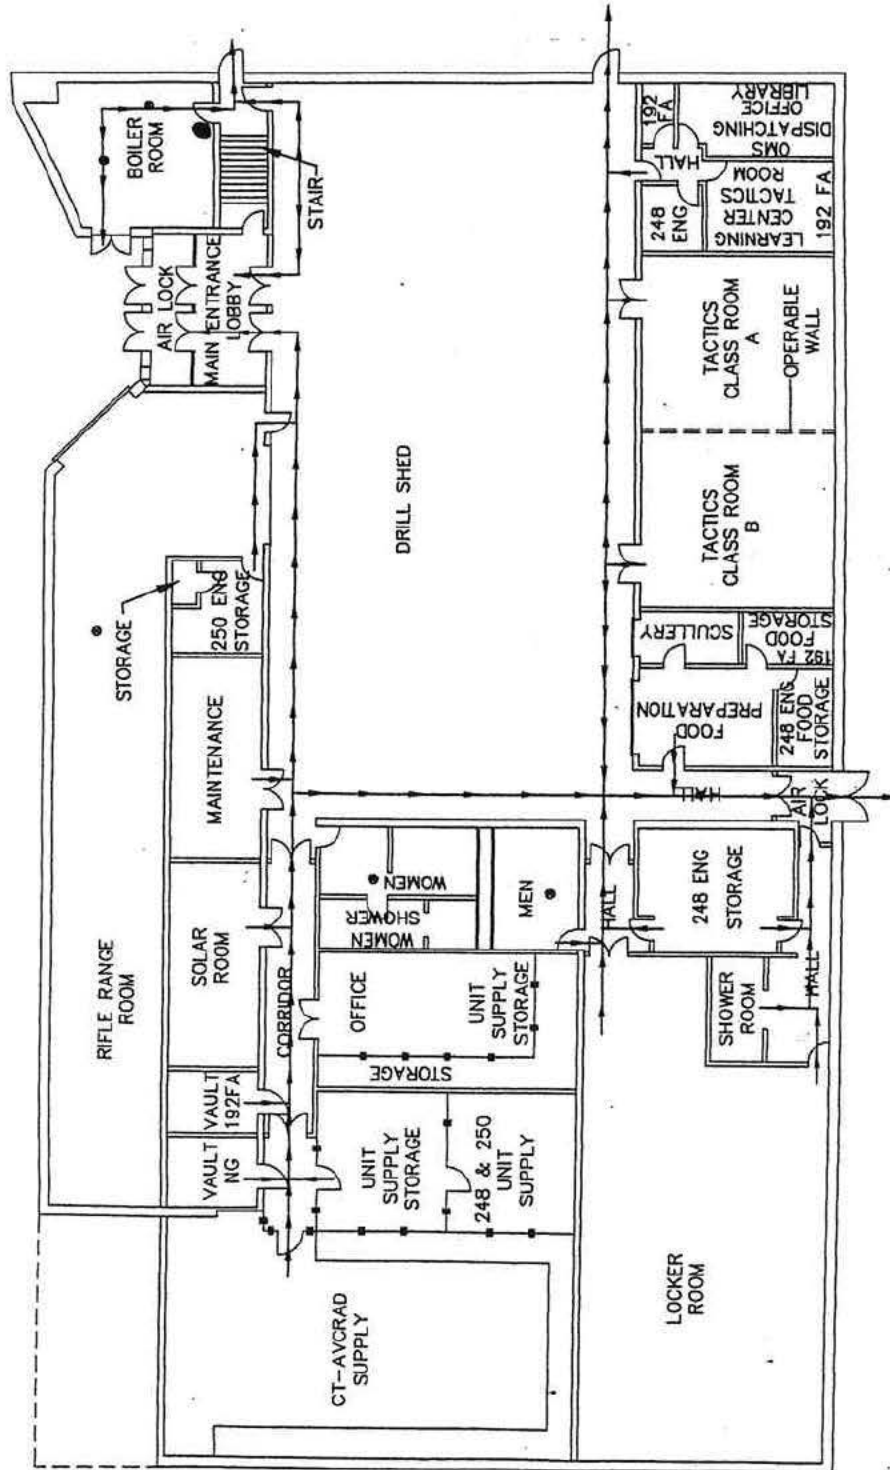 BOILER
ROOM
STAIR
AIR LOCK
MAIN ENTRANCE
LOBBY
STORAGE
250 ENG
STORAGE
MAINTENANCE
RIFLE RANGE
ROOM
SOLAR
ROOM
VAULT
192FA
VAULT
NG
CORRIDOR
DRILL SHED
192
FA
HALL
OMS
DISPATCHING
OFFICE
LIBRARY
248
ENG
LEARNING
CENTER
TACTICS
ROOM
192 FA
TACTICS
CLASS ROOM
A
OPERABLE
WALL
TACTICS
CLASS ROOM
B
SCULLERY
192 FA
FOOD
STORAGE
FOOD
PREPARATION
248 ENG
FOOD
STORAGE
HALL
AIR
LOCK
WOMEN
WOMEN
SHOWER
MEN
HALL
248 ENG
STORAGE
OFFICE
UNIT
SUPPLY
STORAGE
STORAGE
SHOWER
ROOM
HALL
UNIT
SUPPLY
STORAGE
248 & 250
UNIT
SUPPLY
CT-AVCRAD
SUPPLY
LOCKER
ROOM